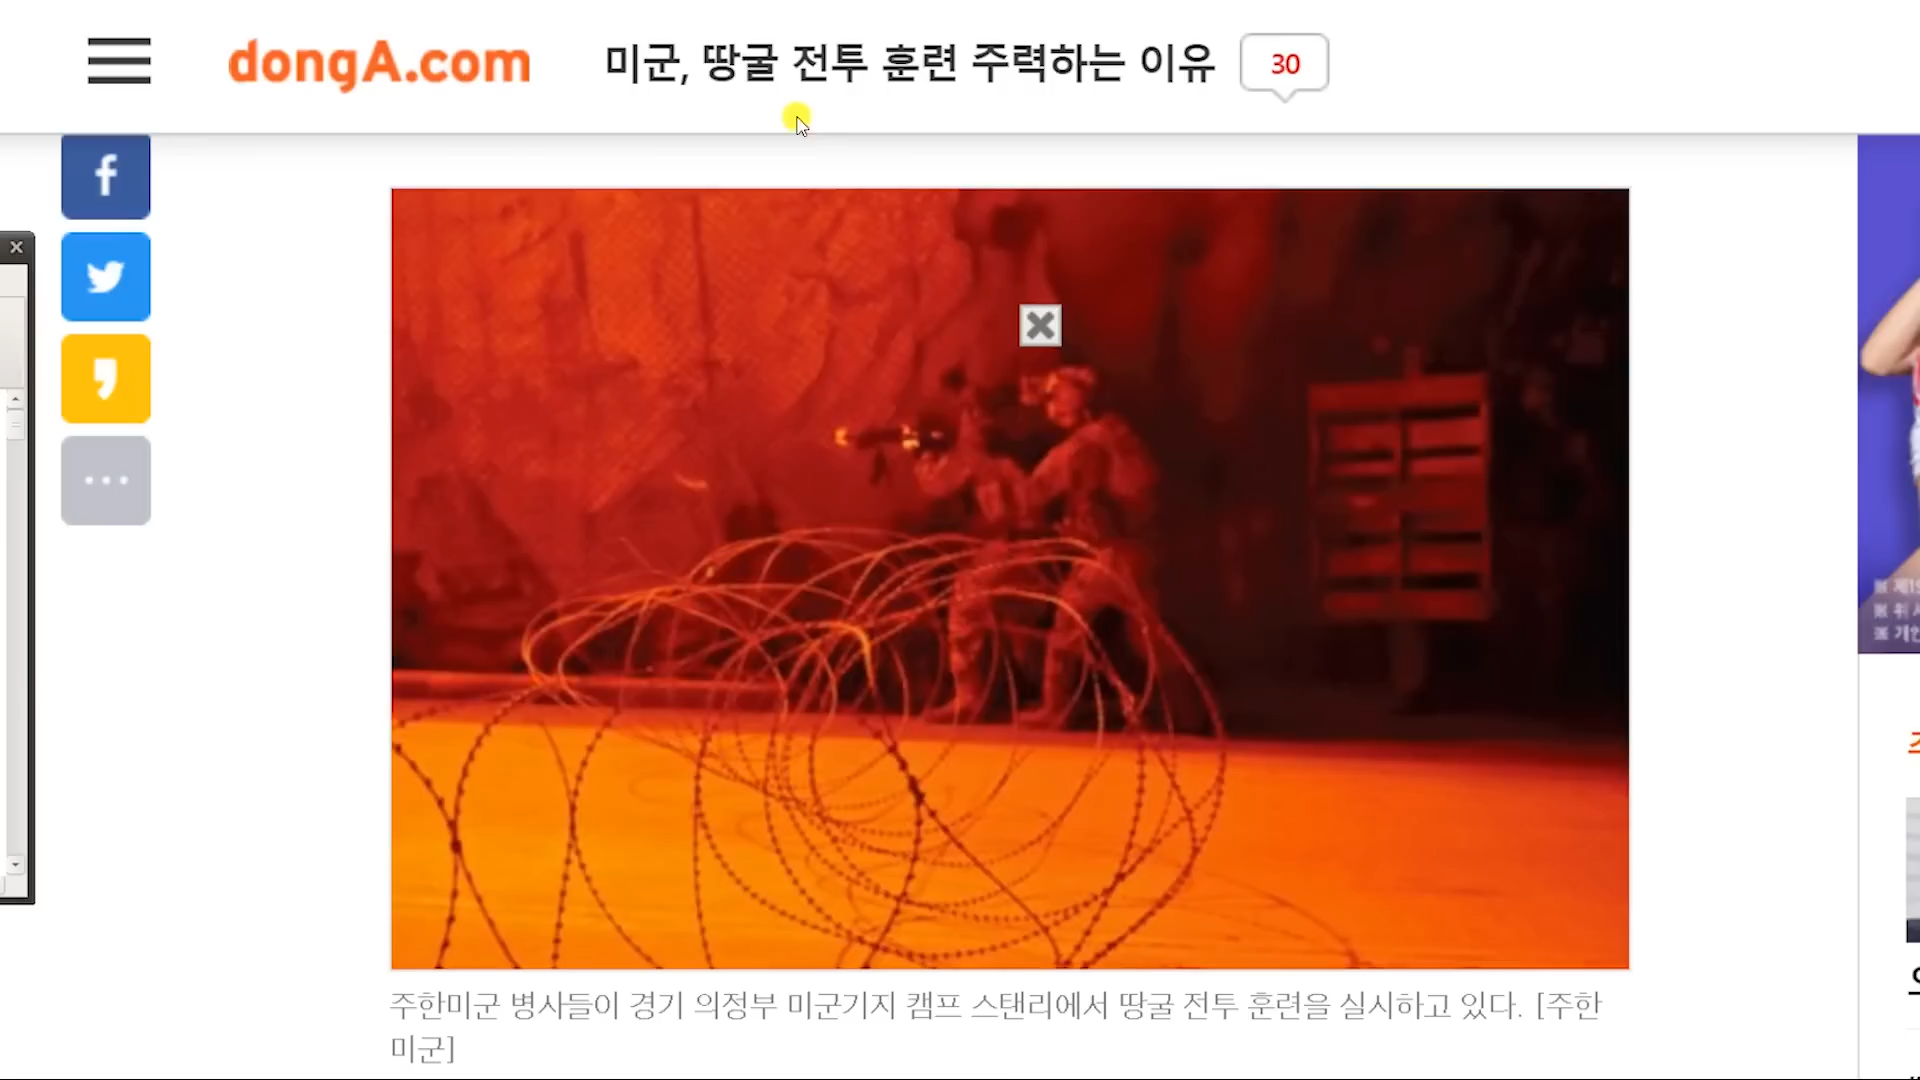 dongA.com 미군, 땅굴 전투 훈련 주력하는 이유 30
주한미군 병사들이 경기 의정부 미군기지 캠프 스탠리에서 땅굴 전투 훈련을 실시하고 있다. [주한
미군]